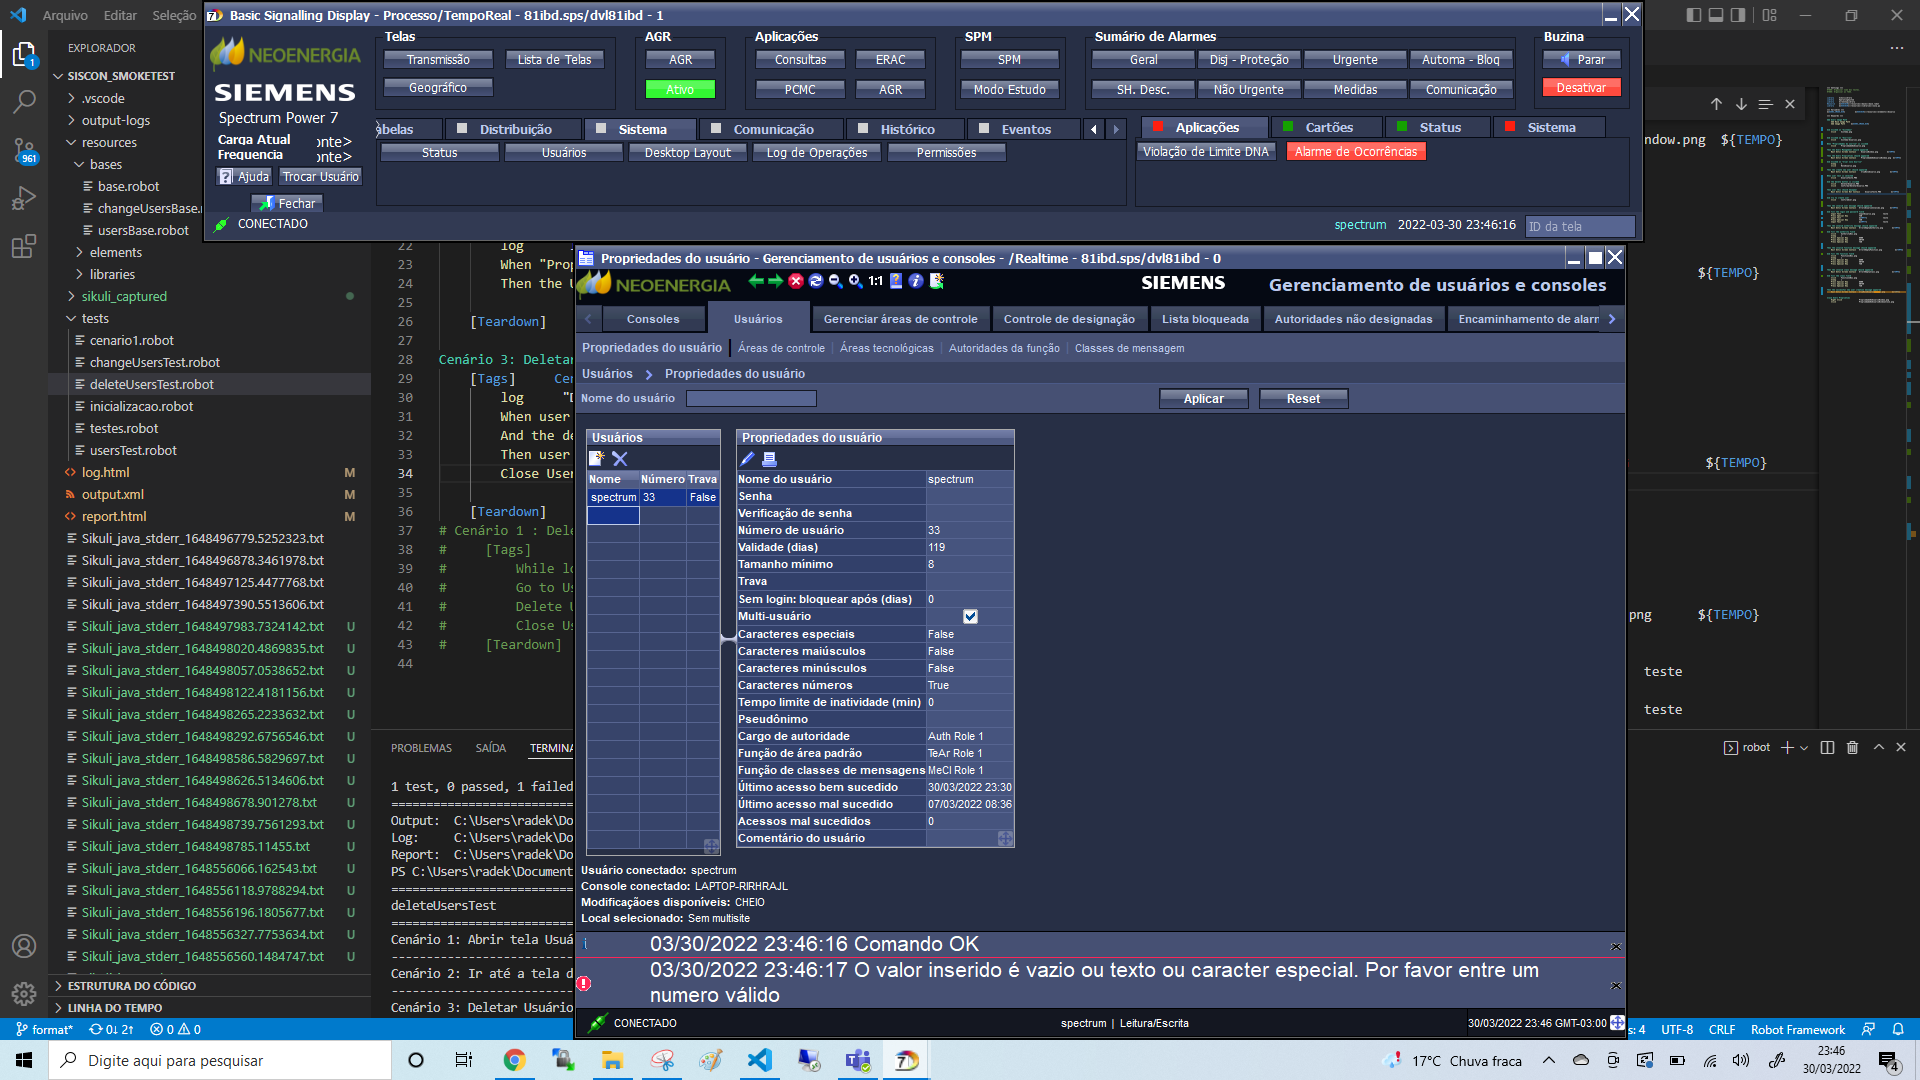 Arquivo Editar Seleção
EXPLORADOR
SISCON_SMOKETEST
.vscode
output-logs
resources
bases
base.robot
changeUsersBase.r
usersBase.robot
elements
libraries
sikuli_captured
tests
cenario1.robot
changeUsersTest.robot
deleteUsersTest.robot
inicializacao.robot
testes.robot
usersTest.robot
log.html M
output.xml M
report.html M
Sikuli_java_stderr_1648496779.5252323.txt
Sikuli_java_stderr_1648496878.3461978.txt
Sikuli_java_stderr_1648497125.4477768.txt
Sikuli_java_stderr_1648497390.5513606.txt
Sikuli_java_stderr_1648497983.7324142.txt U
Sikuli_java_stderr_1648498020.4869835.txt U
Sikuli_java_stderr_1648498057.0538652.txt U
Sikuli_java_stderr_1648498122.4181156.txt U
Sikuli_java_stderr_1648498265.2233632.txt U
Sikuli_java_stderr_1648498292.6756546.txt U
Sikuli_java_stderr_1648498586.5829697.txt U
Sikuli_java_stderr_1648498626.5134606.txt U
Sikuli_java_stderr_1648498678.901278.txt U
Sikuli_java_stderr_1648498739.7561293.txt U
Sikuli_java_stderr_1648498785.11455.txt U
Sikuli_java_stderr_1648556066.162543.txt U
Sikuli_java_stderr_1648556118.9788294.txt U
Sikuli_java_stderr_1648556196.1805677.txt U
Sikuli_java_stderr_1648556327.7753634.txt U
Sikuli_java_stderr_1648556560.1484747.txt U
ESTRUTURA DO CÓDIGO
LINHA DO TEMPO
1
961
Basic Signalling Display - Processo/TempoReal - 81ibd.sps/dvl81ibd - 1
NEOENERGIA
SIEMENS
Spectrum Power 7
Carga Atual onte>
Frequencia onte>
Ajuda Trocar Usuário
Fechar
CONECTADO
Telas
Transmissão Lista de Telas
Geográfico
AGR
AGR
Ativo
Aplicações
Consultas ERAC
PCMC AGR
SPM
SPM
Modo Estudo
Sumário de Alarmes
Geral Disj - Proteção Urgente Automa - Bloq
SH. Desc. Não Urgente Medidas Comunicação
Buzina
Parar
Desativar
abelas Distribuição Sistema Comunicação Histórico Eventos
Status Usuários Desktop Layout Log de Operações Permissões
Aplicações Cartões Status Sistema
Violação de Limite DNA Alarme de Ocorrências
spectrum 2022-03-30 23:46:16 ID da tela
22 log
23 When "Prop
24 Then the U
25
26 [Teardown]
27
28 Cenário 3: Deletar
29 [Tags] Cen
30 log "D
31 When user
32 And the de
33 Then user
34 Close User
35
36 [Teardown]
37 # Cenário 1 : Dele
38 # [Tags]
39 # While lo
40 # Go to Us
41 # Delete U
42 # Close Us
43 # [Teardown]
44
ndow.png ${TEMPO}
${TEMPO}
${TEMPO}
png ${TEMPO}
teste
teste
PROBLEMAS SAÍDA TERMINA
robot
1 test, 0 passed, 1 failed
Output: C:\Users\radek\Do
Log: C:\Users\radek\Do
Report: C:\Users\radek\Do
PS C:\Users\radek\Document
deleteUsersTest
Cenário 1: Abrir tela Usuá
Cenário 2: Ir até a tela d
Cenário 3: Deletar Usuário
Propriedades do usuário - Gerenciamento de usuários e consoles - /Realtime - 81ibd.sps/dvl81ibd - 0
NEOENERGIA 1:1 SIEMENS Gerenciamento de usuários e consoles
Consoles Usuários Gerenciar áreas de controle Controle de designação Lista bloqueada Autoridades não designadas Encaminhamento de alarm
Propriedades do usuário Áreas de controle Áreas tecnológicas Autoridades da função Classes de mensagem
Usuários Propriedades do usuário
Nome do usuário Aplicar Reset
Usuários
Nome Número Trava
spectrum 33 False
Propriedades do usuário
Nome do usuário spectrum
Senha
Verificação de senha
Número de usuário 33
Validade (dias) 119
Tamanho mínimo 8
Trava
Sem login: bloquear após (dias) 0
Multi-usuário
Caracteres especiais False
Caracteres maiúsculos False
Caracteres minúsculos False
Caracteres números True
Tempo limite de inatividade (min) 0
Pseudônimo
Cargo de autoridade Auth Role 1
Função de área padrão TeAr Role 1
Função de classes de mensagens MeCl Role 1
Último acesso bem sucedido 30/03/2022 23:30
Último acesso mal sucedido 07/03/2022 08:36
Acessos mal sucedidos 0
Comentário do usuário
Usuário conectado: spectrum
Console conectado: LAPTOP-RIRHRAJL
Modificaçãoes disponíveis: CHEIO
Local selecionado: Sem multisite
03/30/2022 23:46:16 Comando OK
03/30/2022 23:46:17 O valor inserido é vazio ou texto ou caracter especial. Por favor entre um
numero válido
CONECTADO spectrum | Leitura/Escrita 30/03/2022 23:46 GMT-03:00
format* 0↓ 2↑ 0 0 s: 4 UTF-8 CRLF Robot Framework
Digite aqui para pesquisar
17°C Chuva fraca
23:46
30/03/2022
4